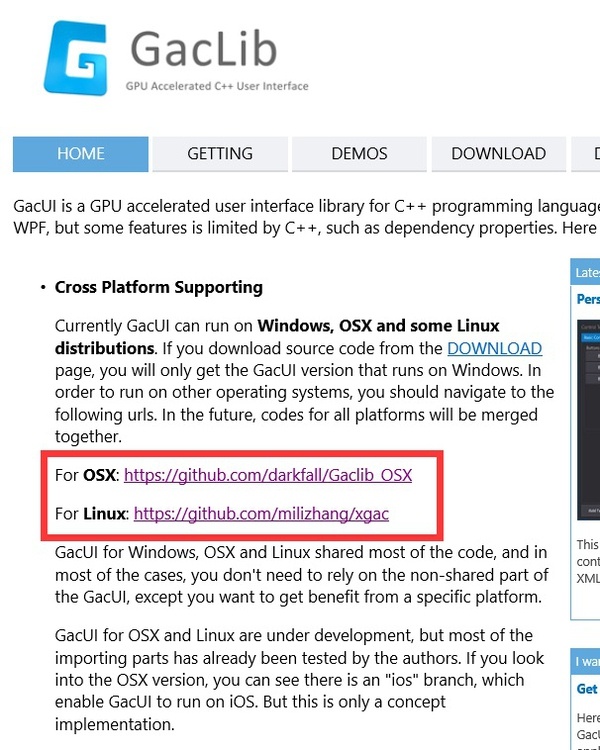 GacLib
GPU Accelerated C++ User Interface
HOME
GETTING
DEMOS
DOWNLOAD
GacUI is a GPU accelerated user interface library for C++ programming language
WPF, but some features is limited by C++, such as dependency properties. Here
• Cross Platform Supporting
Currently GacUI can run on Windows, OSX and some Linux
distributions. If you download source code from the DOWNLOAD
page, you will only get the GacUI version that runs on Windows. In
order to run on other operating systems, you should navigate to the
following urls. In the future, codes for all platforms will be merged
together.
For OSX: https://github.com/darkfall/Gaclib_OSX
For Linux: https://github.com/milizhang/xgac
GacUI for Windows, OSX and Linux shared most of the code, and in
most of the cases, you don't need to rely on the non-shared part of
the GacUI, except you want to get benefit from a specific platform.
GacUI for OSX and Linux are under development, but most of the
importing parts has already been tested by the authors. If you look
into the OSX version, you can see there is an "ios" branch, which
enable GacUI to run on iOS. But this is only a concept
implementation.
Late
Pers
This
cont
XML
I wa
Get
Here
GacU